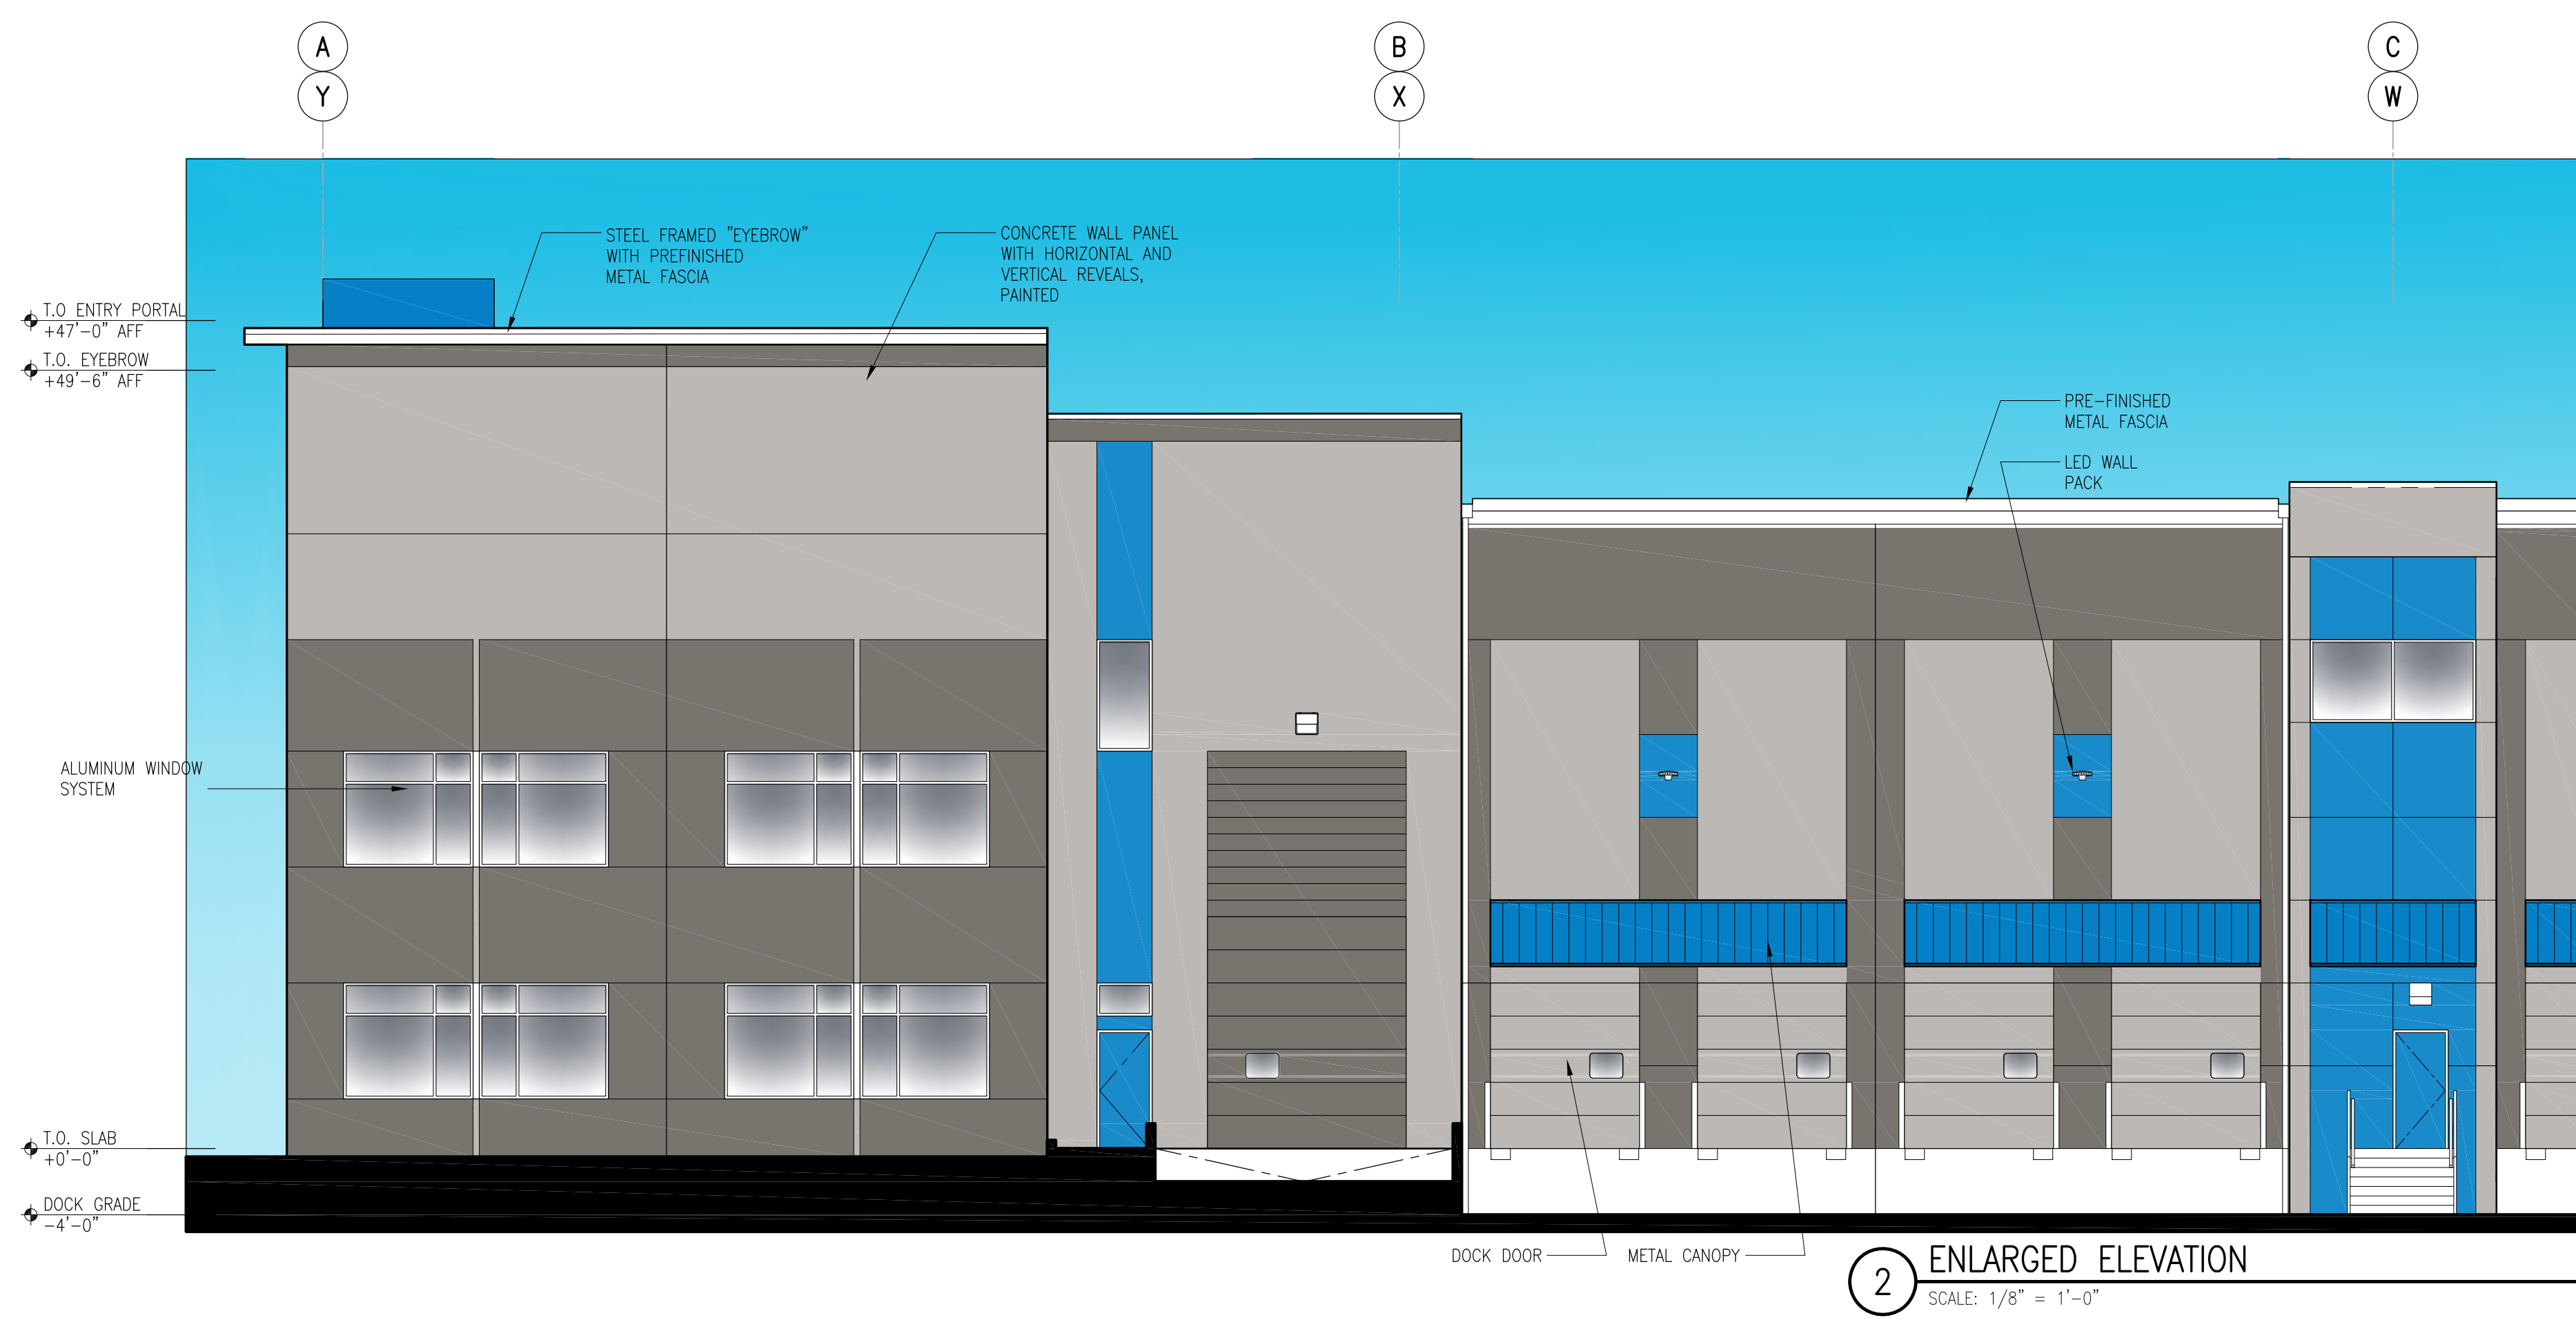 A
B
C
Y
X
W
STEEL FRAMED "EYEBROW"
WITH PREFINISHED
METAL FASCIA
CONCRETE WALL PANEL
WITH HORIZONTAL AND
VERTICAL REVEALS,
PAINTED
T.O ENTRY PORTAL
+47'-0" AFF
T.O. EYEBROW
+49'-6" AFF
PRE-FINISHED
METAL FASCIA
LED WALL
PACK
ALUMINUM WINDOW
SYSTEM
T.O. SLAB
+0'-0"
DOCK GRADE
-4'-0"
DOCK DOOR
METAL CANOPY
2
ENLARGED ELEVATION
SCALE: 1/8" = 1'-0"